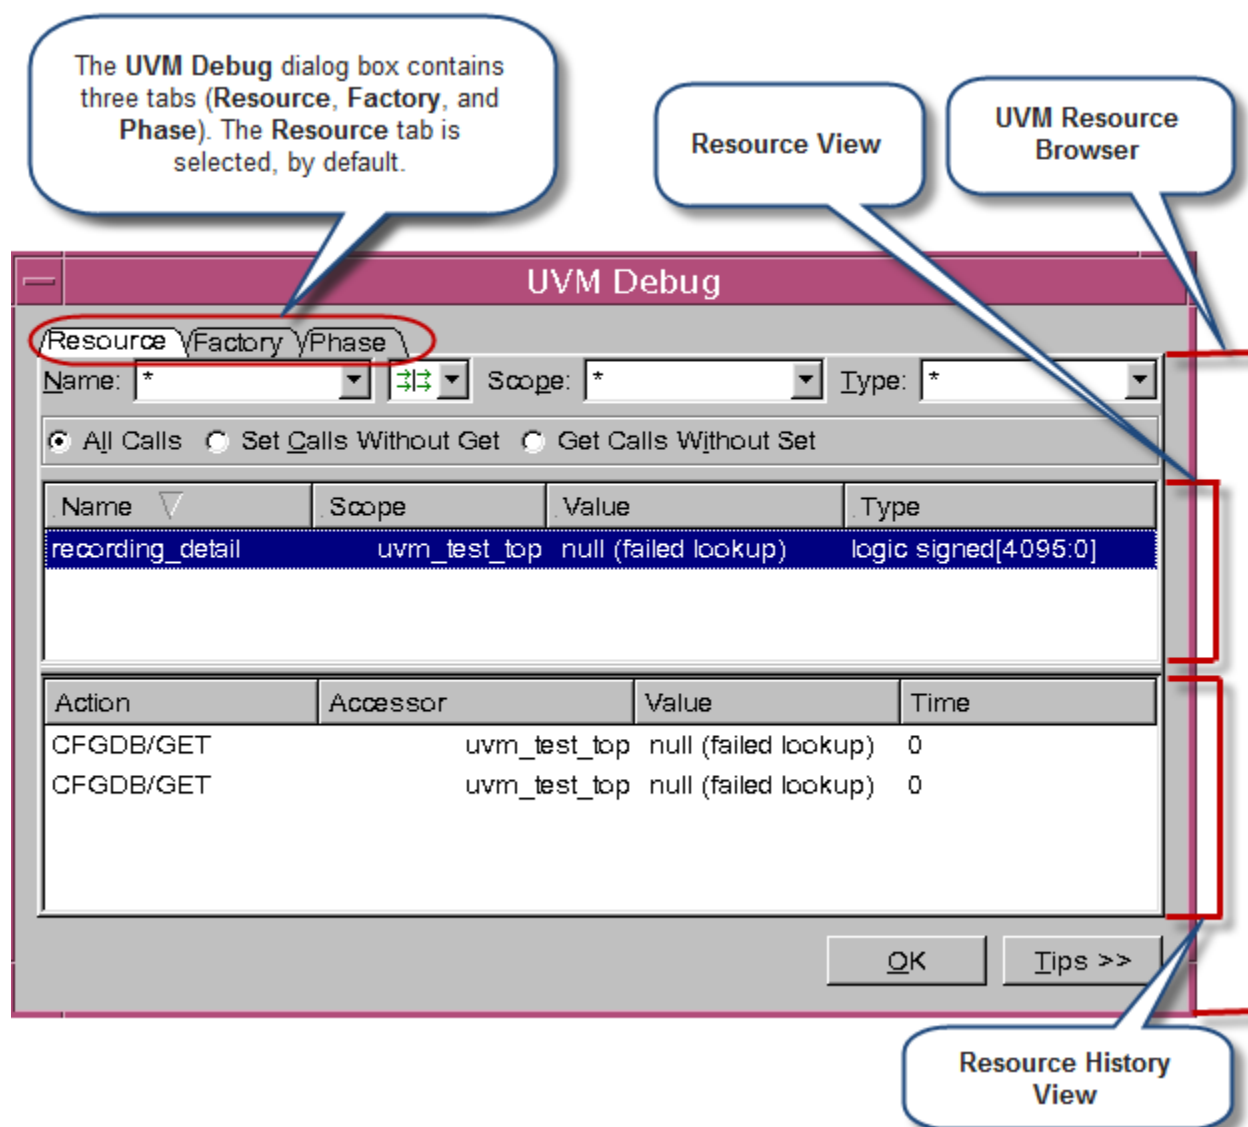 The UVM Debug dialog box contains
three tabs (Resource, Factory, and
Phase). The Resource tab is
selected, by default.
Resource View
UVM Resource
Browser
UVM Debug
Resource Factory Phase
Name: * Scope: * Type: *
All Calls Set Calls Without Get Get Calls Without Set
Name Scope Value Type
recording_detail uvm_test_top null (failed lookup) logic signed[4095:0]
Action Accessor Value Time
CFGDB/GET uvm_test_top null (failed lookup) 0
CFGDB/GET uvm_test_top null (failed lookup) 0
OK Tips >>
Resource History
View